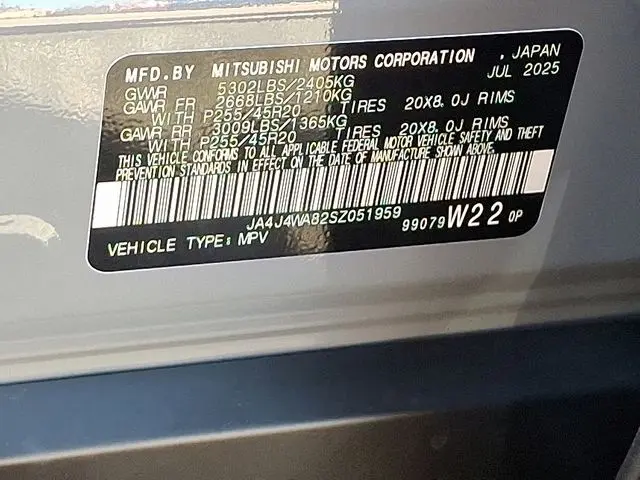 MFD.BY MITSUBISHI MOTORS CORPORATION , JAPAN
GVWR 5302LBS/2405KG JUL 2025
GAWR FR 2668LBS/1210KG
WITH P255/45R20 TIRES 20X8.0J RIMS
GAWR RR 3009LBS/1365KG
WITH P255/45R20 TIRES 20X8.0J RIMS
THIS VEHICLE CONFORMS TO ALL APPLICABLE FEDERAL MOTOR VEHICLE SAFETY AND THEFT
PREVENTION STANDARDS IN EFFECT ON THE DATE OF MANUFACTURE SHOWN ABOVE.
JA4J4WA82SZ051959
VEHICLE TYPE: MPV 99079 W22 0P